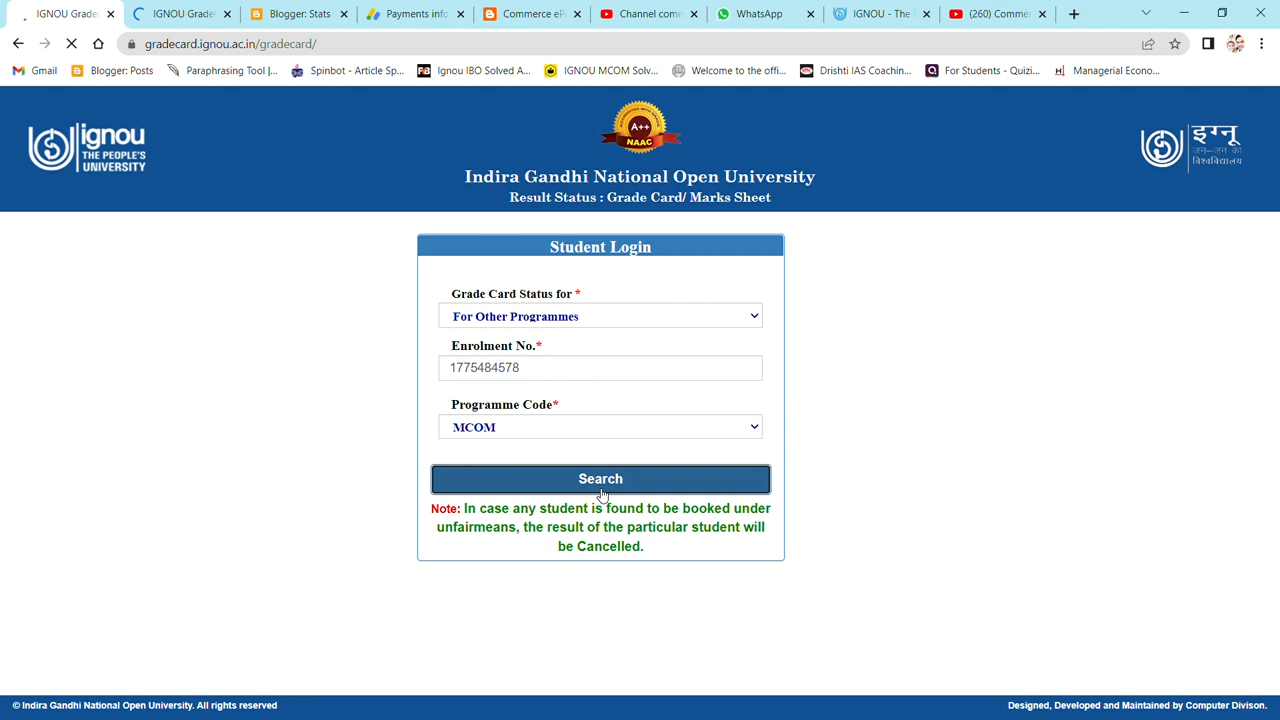 IGNOU Grade
IGNOU Grade
Blogger: Stats
Payments info
Commerce eP
Channel com
WhatsApp
IGNOU - The
(260) Comme
gradecard.ignou.ac.in/gradecard/
Gmail
Blogger: Posts
Paraphrasing Tool |...
Spinbot - Article Sp...
Ignou IBO Solved A...
IGNOU MCOM Solv...
Welcome to the offi...
Drishti IAS Coachin...
For Students - Quizi...
Managerial Econo...
ignou
THE PEOPLE'S
UNIVERSITY
A++
NAAC
इग्नू
जन-जन का
विश्वविद्यालय
Indira Gandhi National Open University
Result Status : Grade Card/ Marks Sheet
Student Login
Grade Card Status for *
For Other Programmes
Enrolment No.*
1775484578
Programme Code*
MCOM
Search
Note: In case any student is found to be booked under
unfairmeans, the result of the particular student will
be Cancelled.
© Indira Gandhi National Open University. All rights reserved
Designed, Developed and Maintained by Computer Divison.